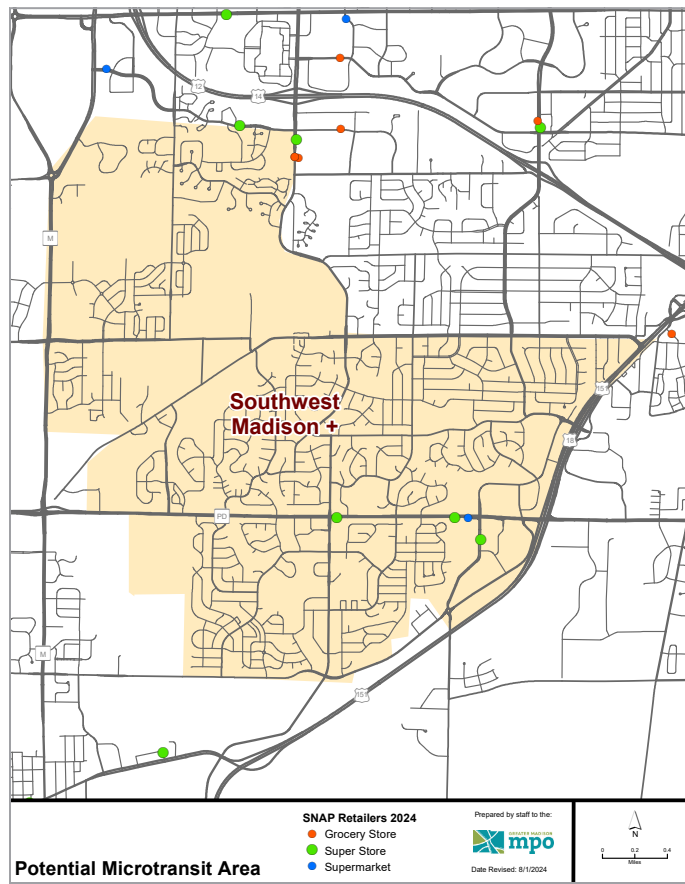 12
14
M
Southwest
Madison +
151
18
PD
M
151
Potential Microtransit Area
SNAP Retailers 2024
Grocery Store
Super Store
Supermarket
Prepared by staff to the:
GREATER MADISON
mpo
Date Revised: 8/1/2024
N
0 0.2 0.4
Miles